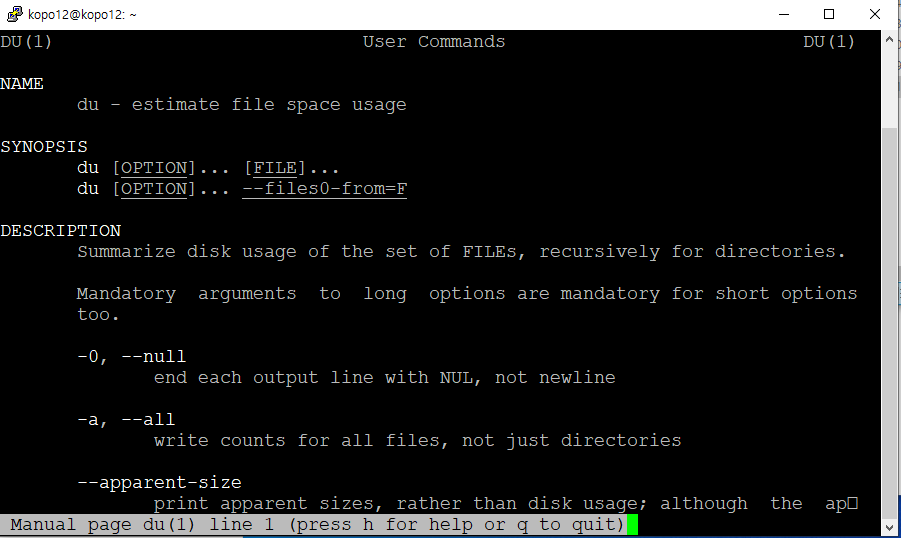 kopo12@kopo12: ~
DU(1) User Commands DU(1)
NAME
du - estimate file space usage
SYNOPSIS
du [OPTION]... [FILE]...
du [OPTION]... --files0-from=F
DESCRIPTION
Summarize disk usage of the set of FILEs, recursively for directories.
Mandatory arguments to long options are mandatory for short options
too.
-0, --null
end each output line with NUL, not newline
-a, --all
write counts for all files, not just directories
--apparent-size
print apparent sizes, rather than disk usage; although the ap□
Manual page du(1) line 1 (press h for help or q to quit)